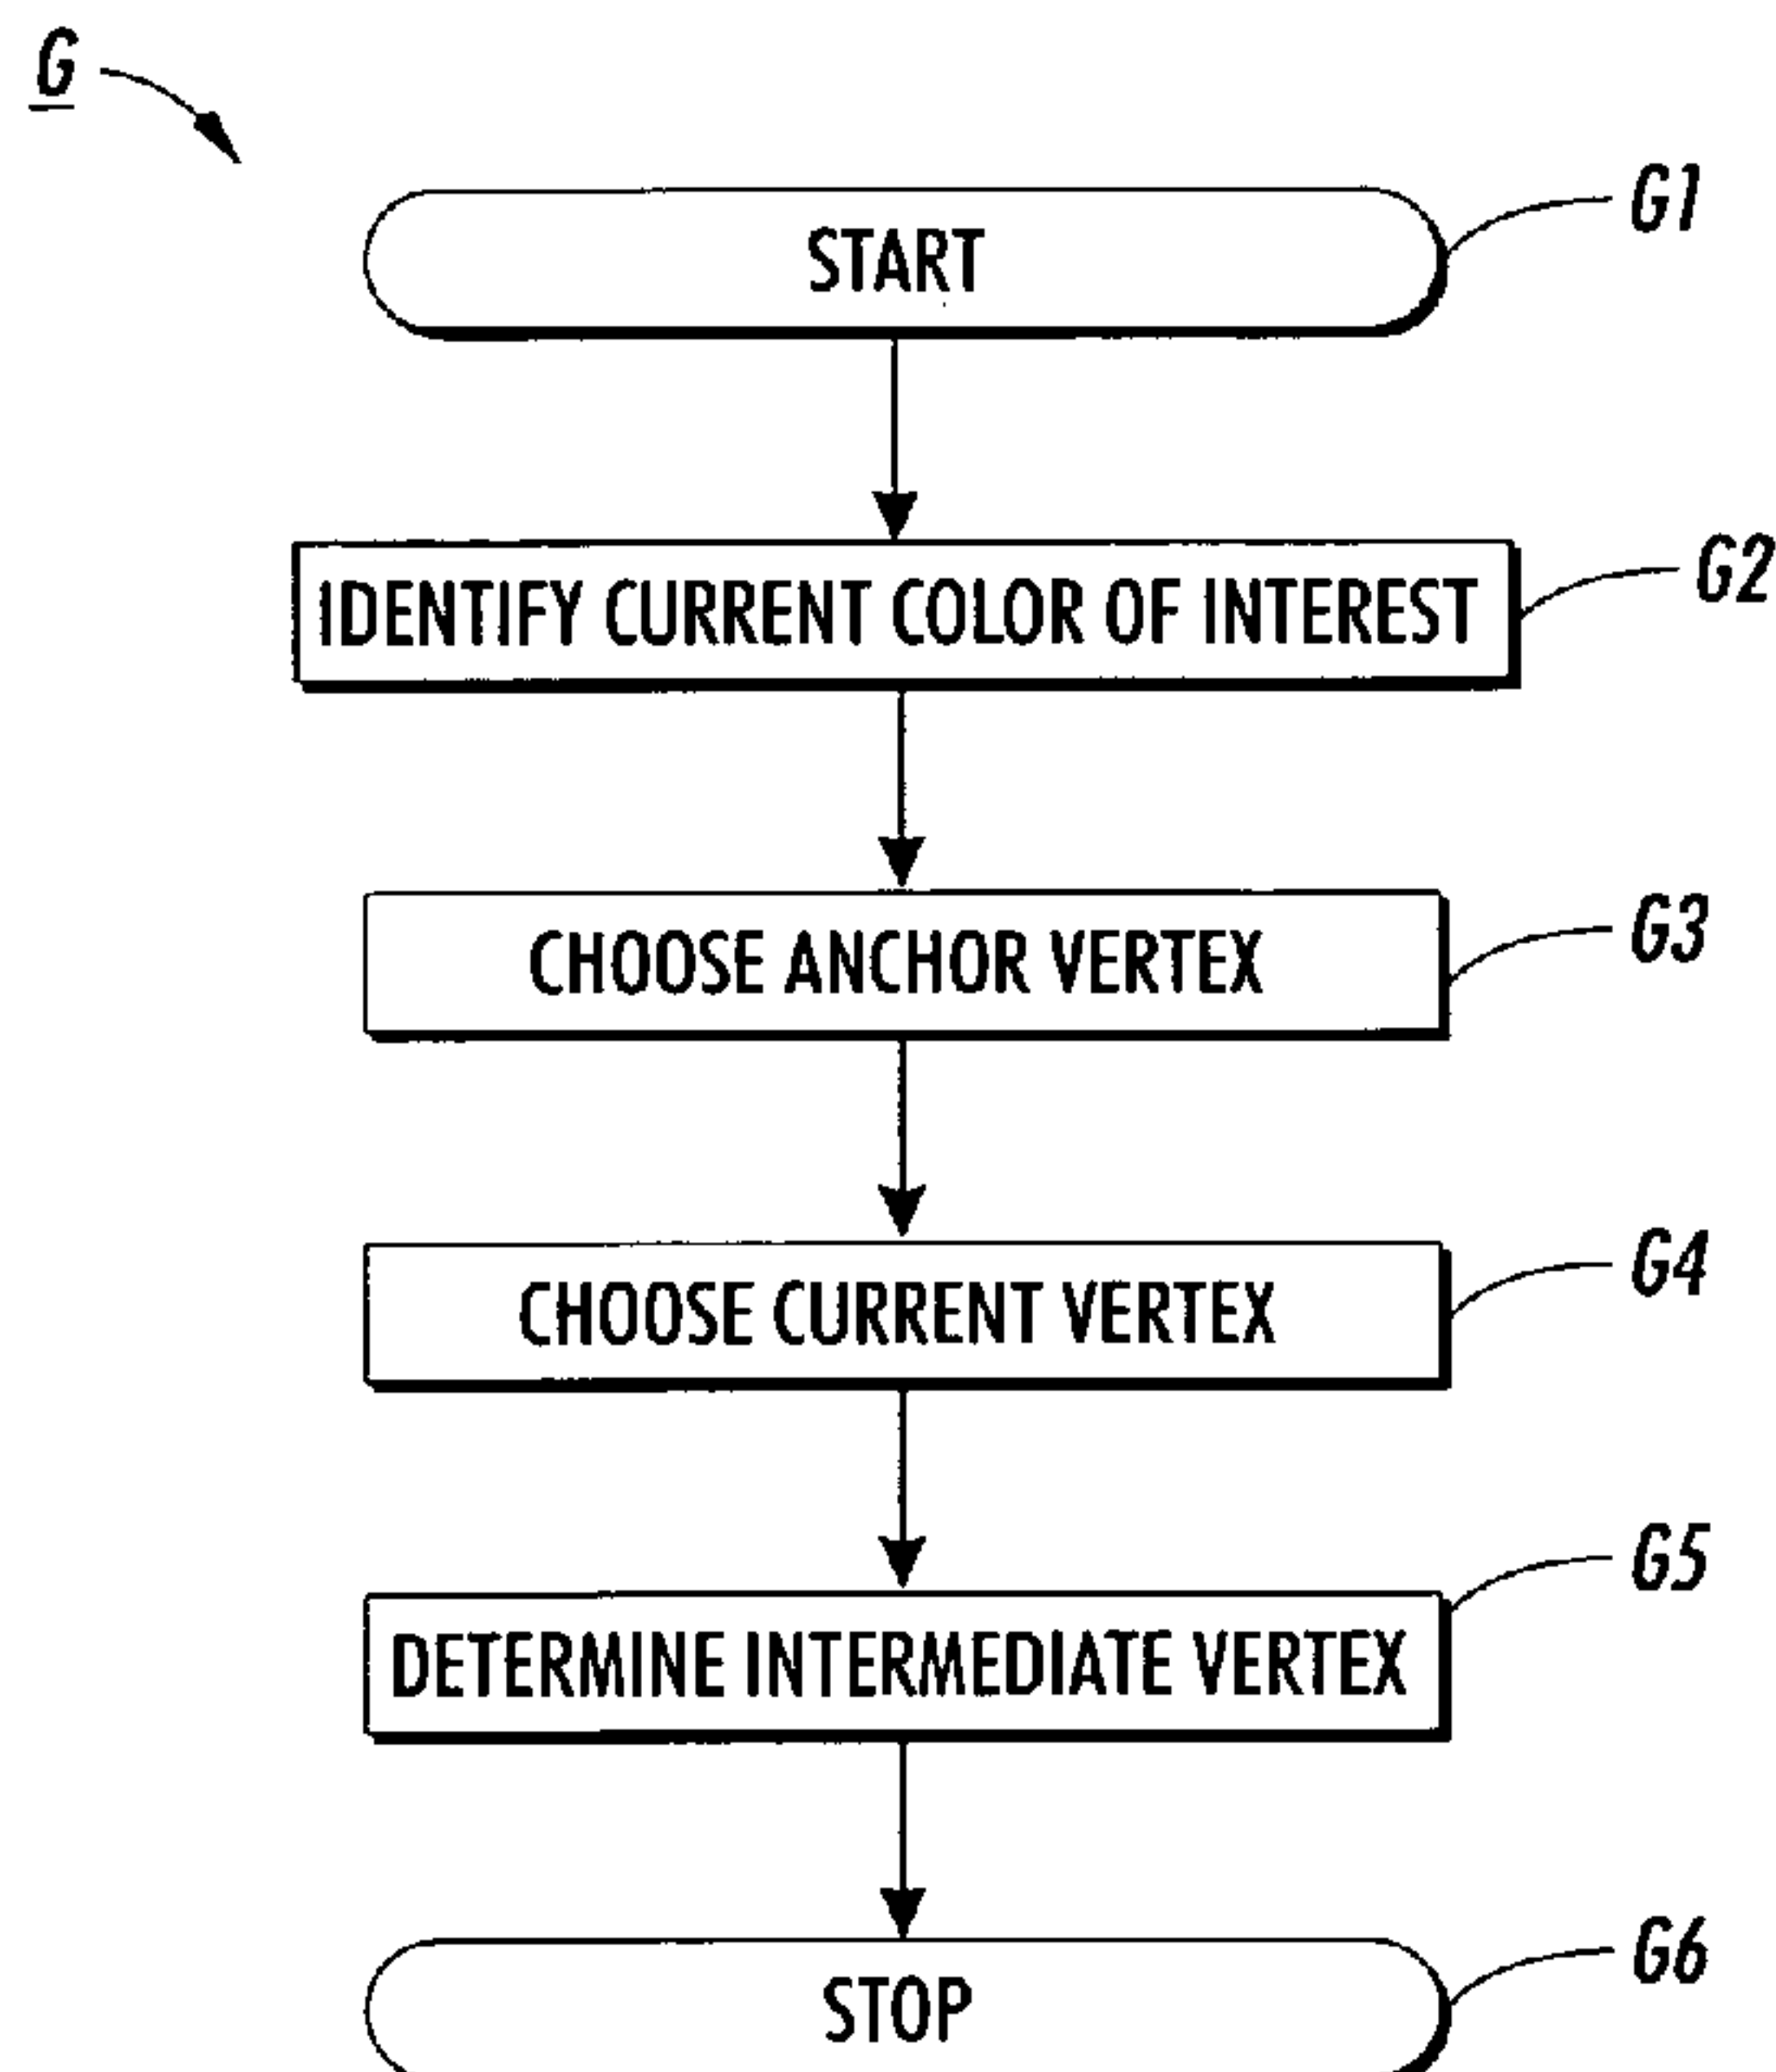 G
START
G1
IDENTIFY CURRENT COLOR OF INTEREST
G2
CHOOSE ANCHOR VERTEX
G3
CHOOSE CURRENT VERTEX
G4
DETERMINE INTERMEDIATE VERTEX
G5
STOP
G6